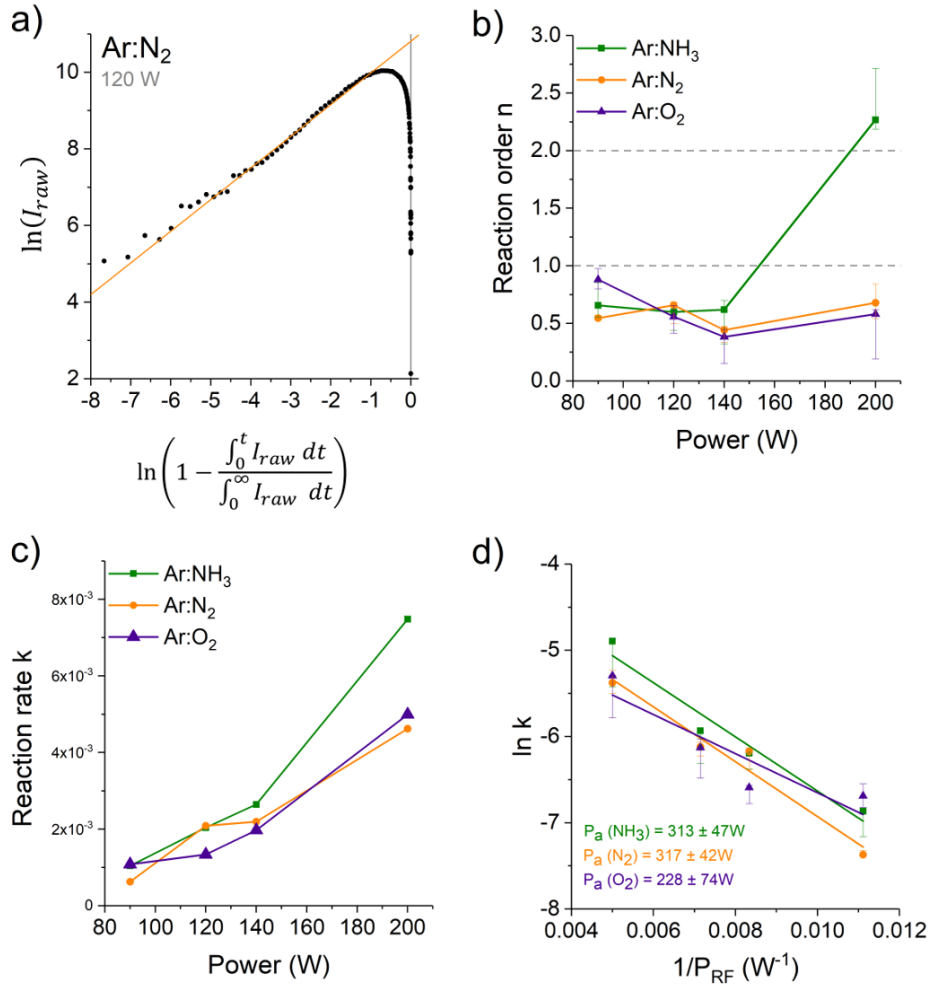 a)
Ar:N₂
120 W
ln(I_raw)
10
8
6
4
2
-8 -7 -6 -5 -4 -3 -2 -1 0
ln(1 - ∫₀ᵗ I_raw dt / ∫₀^∞ I_raw dt)
b)
Ar:NH₃
Ar:N₂
Ar:O₂
Reaction order n
3.0
2.5
2.0
1.5
1.0
0.5
0.0
80 100 120 140 160 180 200
Power (W)
c)
Ar:NH₃
Ar:N₂
Ar:O₂
Reaction rate k
8x10⁻³
6x10⁻³
4x10⁻³
2x10⁻³
0
80 100 120 140 160 180 200
Power (W)
d)
ln k
-4
-5
-6
-7
-8
Pₐ (NH₃) = 313 ± 47W
Pₐ (N₂) = 317 ± 42W
Pₐ (O₂) = 228 ± 74W
0.004 0.006 0.008 0.010 0.012
1/P_RF (W⁻¹)